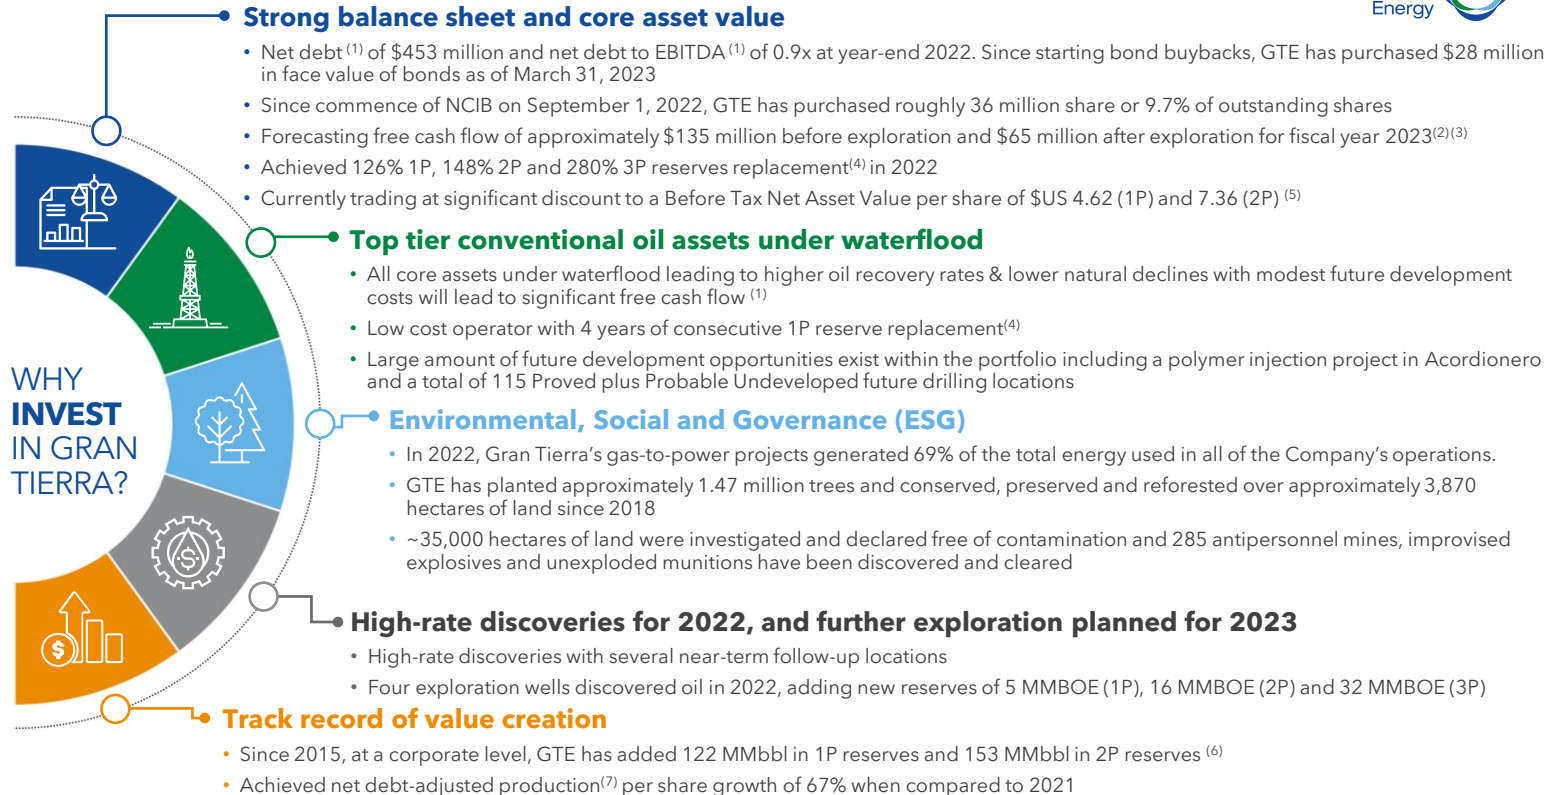 Energy
Strong balance sheet and core asset value
• Net debt (1) of $453 million and net debt to EBITDA (1) of 0.9x at year-end 2022. Since starting bond buybacks, GTE has purchased $28 million
in face value of bonds as of March 31, 2023
• Since commence of NCIB on September 1, 2022, GTE has purchased roughly 36 million share or 9.7% of outstanding shares
• Forecasting free cash flow of approximately $135 million before exploration and $65 million after exploration for fiscal year 2023(2)(3)
• Achieved 126% 1P, 148% 2P and 280% 3P reserves replacement(4) in 2022
• Currently trading at significant discount to a Before Tax Net Asset Value per share of $US 4.62 (1P) and 7.36 (2P) (5)
Top tier conventional oil assets under waterflood
• All core assets under waterflood leading to higher oil recovery rates & lower natural declines with modest future development
costs will lead to significant free cash flow (1)
• Low cost operator with 4 years of consecutive 1P reserve replacement(4)
• Large amount of future development opportunities exist within the portfolio including a polymer injection project in Acordionero
and a total of 115 Proved plus Probable Undeveloped future drilling locations
WHY
INVEST
IN GRAN
TIERRA?
Environmental, Social and Governance (ESG)
• In 2022, Gran Tierra's gas-to-power projects generated 69% of the total energy used in all of the Company's operations.
• GTE has planted approximately 1.47 million trees and conserved, preserved and reforested over approximately 3,870
hectares of land since 2018
• ~35,000 hectares of land were investigated and declared free of contamination and 285 antipersonnel mines, improvised
explosives and unexploded munitions have been discovered and cleared
High-rate discoveries for 2022, and further exploration planned for 2023
• High-rate discoveries with several near-term follow-up locations
• Four exploration wells discovered oil in 2022, adding new reserves of 5 MMBOE (1P), 16 MMBOE (2P) and 32 MMBOE (3P)
$
$
Track record of value creation
• Since 2015, at a corporate level, GTE has added 122 MMbbl in 1P reserves and 153 MMbbl in 2P reserves (6)
• Achieved net debt-adjusted production(7) per share growth of 67% when compared to 2021